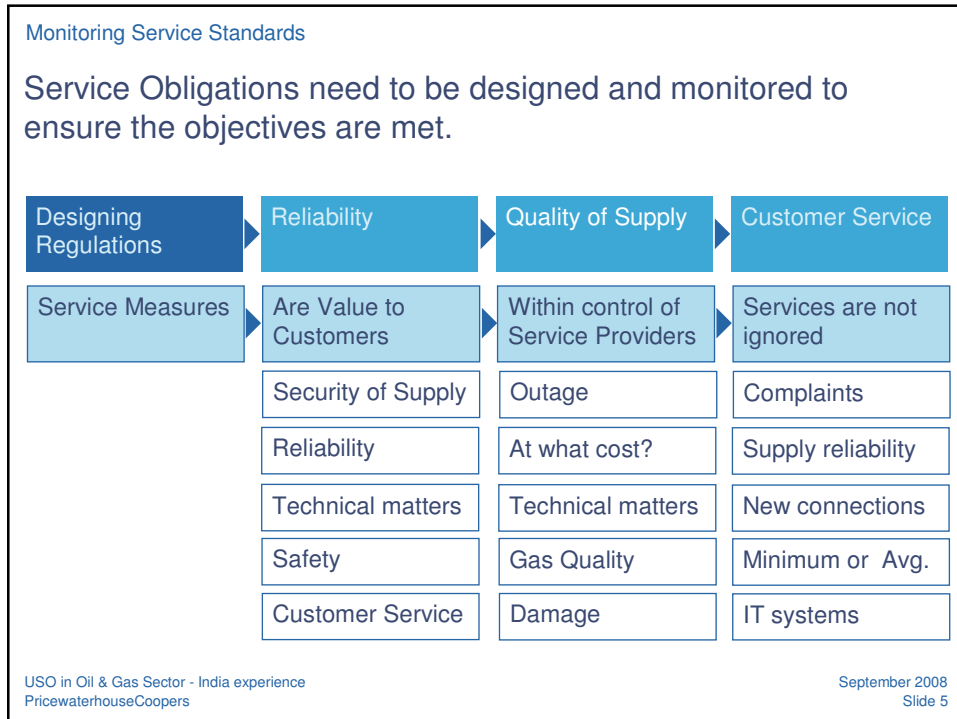 Monitoring Service Standards
Service Obligations need to be designed and monitored to
ensure the objectives are met.
Designing
Regulations
Reliability
Quality of Supply
Customer Service
Service Measures
Are Value to
Customers
Within control of
Service Providers
Services are not
ignored
Security of Supply
Outage
Complaints
Reliability
At what cost?
Supply reliability
Technical matters
Technical matters
New connections
Safety
Gas Quality
Minimum or Avg.
Customer Service
Damage
IT systems
USO in Oil & Gas Sector - India experience
PricewaterhouseCoopers
September 2008
Slide 5